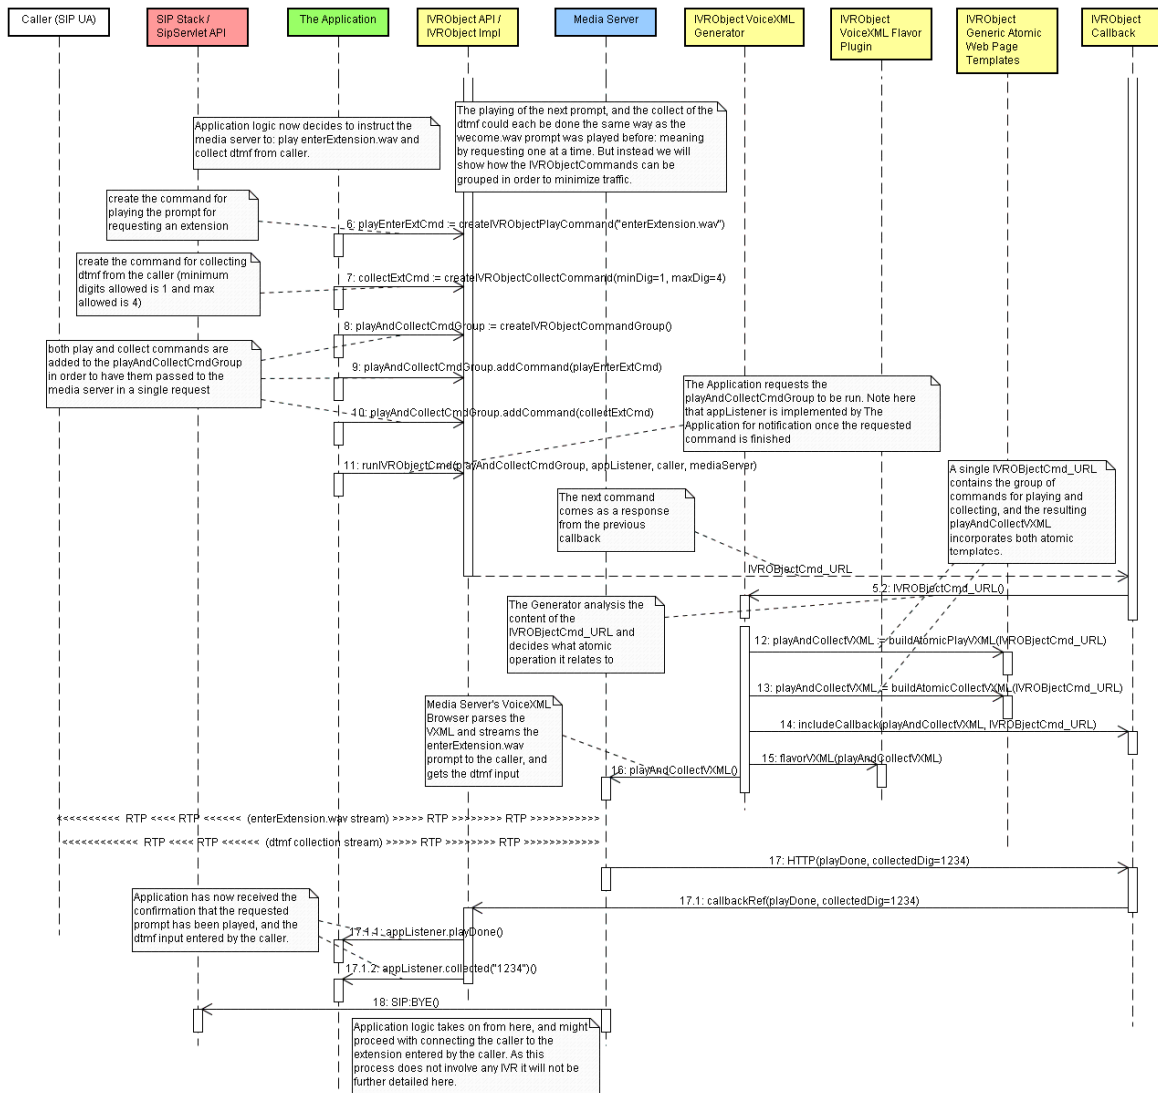 Caller (SIP UA)
SIP Stack /
SipServlet API
The Application
IVRObject API /
IVRObject Impl
Media Server
IVRObject VoiceXML
Generator
IVRObject
VoiceXML Flavor
Plugin
IVRObject
Generic Atomic
Web Page
Templates
IVRObject
Callback
Application logic now decides to instruct the
media server to: play enterExtension.wav and
collect dtmf from caller.
The playing of the next prompt, and the collect of the
dtmf could each be done the same way as the
wecome.wav prompt was played before: meaning
by requesting one at a time. But instead we will
show how the IVRObjectCommands can be
grouped in order to minimize traffic.
create the command for
playing the prompt for
requesting an extension
6: playEnterExtCmd := createIVRObjectPlayCommand("enterExtension.wav")
create the command for collecting
dtmf from the caller (minimum
digits allowed is 1 and max
allowed is 4)
7: collectExtCmd := createIVRObjectCollectCommand(minDig=1, maxDig=4)
8: playAndCollectCmdGroup := createIVRObjectCommandGroup()
both play and collect commands are
added to the playAndCollectCmdGroup
in order to have them passed to the
media server in a single request
9: playAndCollectCmdGroup.addCommand(playEnterExtCmd)
10: playAndCollectCmdGroup.addCommand(collectExtCmd)
The Application requests the
playAndCollectCmdGroup to be run. Note here
that appListener is implemented by The
Application for notification once the requested
command is finished
11: runIVRObjectCmd(playAndCollectCmdGroup, appListener, caller, mediaServer)
A single IVROBjectCmd_URL
contains the group of
commands for playing and
collecting, and the resulting
playAndCollectVXML
incorporates both atomic
templates.
The next command
comes as a response
from the previous
callback
IVROBjectCmd_URL
5.2: IVROBjectCmd_URL()
The Generator analysis the
content of the
IVROBjectCmd_URL and
decides what atomic
operation it relates to
12: playAndCollectVXML := buildAtomicPlayVXML(IVROBjectCmd_URL)
13: playAndCollectVXML := buildAtomicCollectVXML(IVROBjectCmd_URL)
Media Server's VoiceXML
Browser parses the
VXML and streams the
enterExtension.wav
prompt to the caller, and
gets the dtmf input
14: includeCallback(playAndCollectVXML, IVROBjectCmd_URL)
15: flavorVXML(playAndCollectVXML)
16: playAndCollectVXML()
<<<<<<<<<< RTP <<<< RTP <<<<<< (enterExtension.wav stream) >>>>> RTP >>>> RTP >>>>>>>>>>>
<<<<<<<<<<< RTP <<<< RTP <<<<<< (dtmf collection stream) >>>>> RTP >>>> RTP >>>>>>>>>>>
17: HTTP(playDone, collectedDig=1234)
17.1: callbackRef(playDone, collectedDig=1234)
Application has now received the
confirmation that the requested
prompt has been played, and the
dtmf input entered by the caller.
17.1.1: appListener.playDone()
17.1.2: appListener.collected("1234")()
18: SIP:BYE()
Application logic takes on from here, and might
proceed with connecting the caller to the
extension entered by the caller. As this
process does not involve any IVR it will not be
further detailed here.